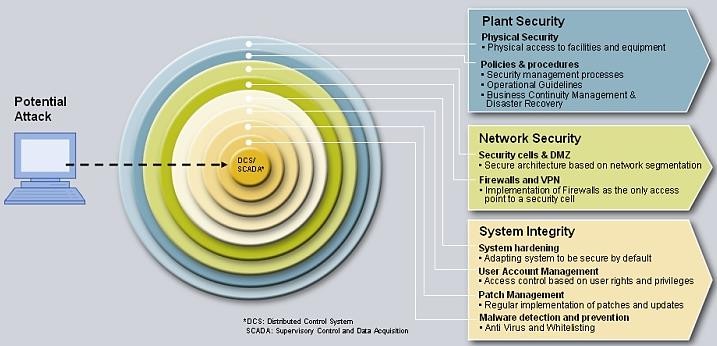 Potential
Attack
DCS/
SCADA*
*DCS: Distributed Control System
SCADA: Supervisory Control and Data Acquisition
Plant Security
Physical Security
• Physical access to facilities and equipment
Policies & procedures
• Security management processes
• Operational Guidelines
• Business Continuity Management &
Disaster Recovery
Network Security
Security cells & DMZ
• Secure architecture based on network segmentation
Firewalls and VPN
• Implementation of Firewalls as the only access
point to a security cell
System Integrity
System hardening
• Adapting system to be secure by default
User Account Management
• Access control based on user rights and privileges
Patch Management
• Regular implementation of patches and updates
Malware detection and prevention
• Anti Virus and Whitelisting